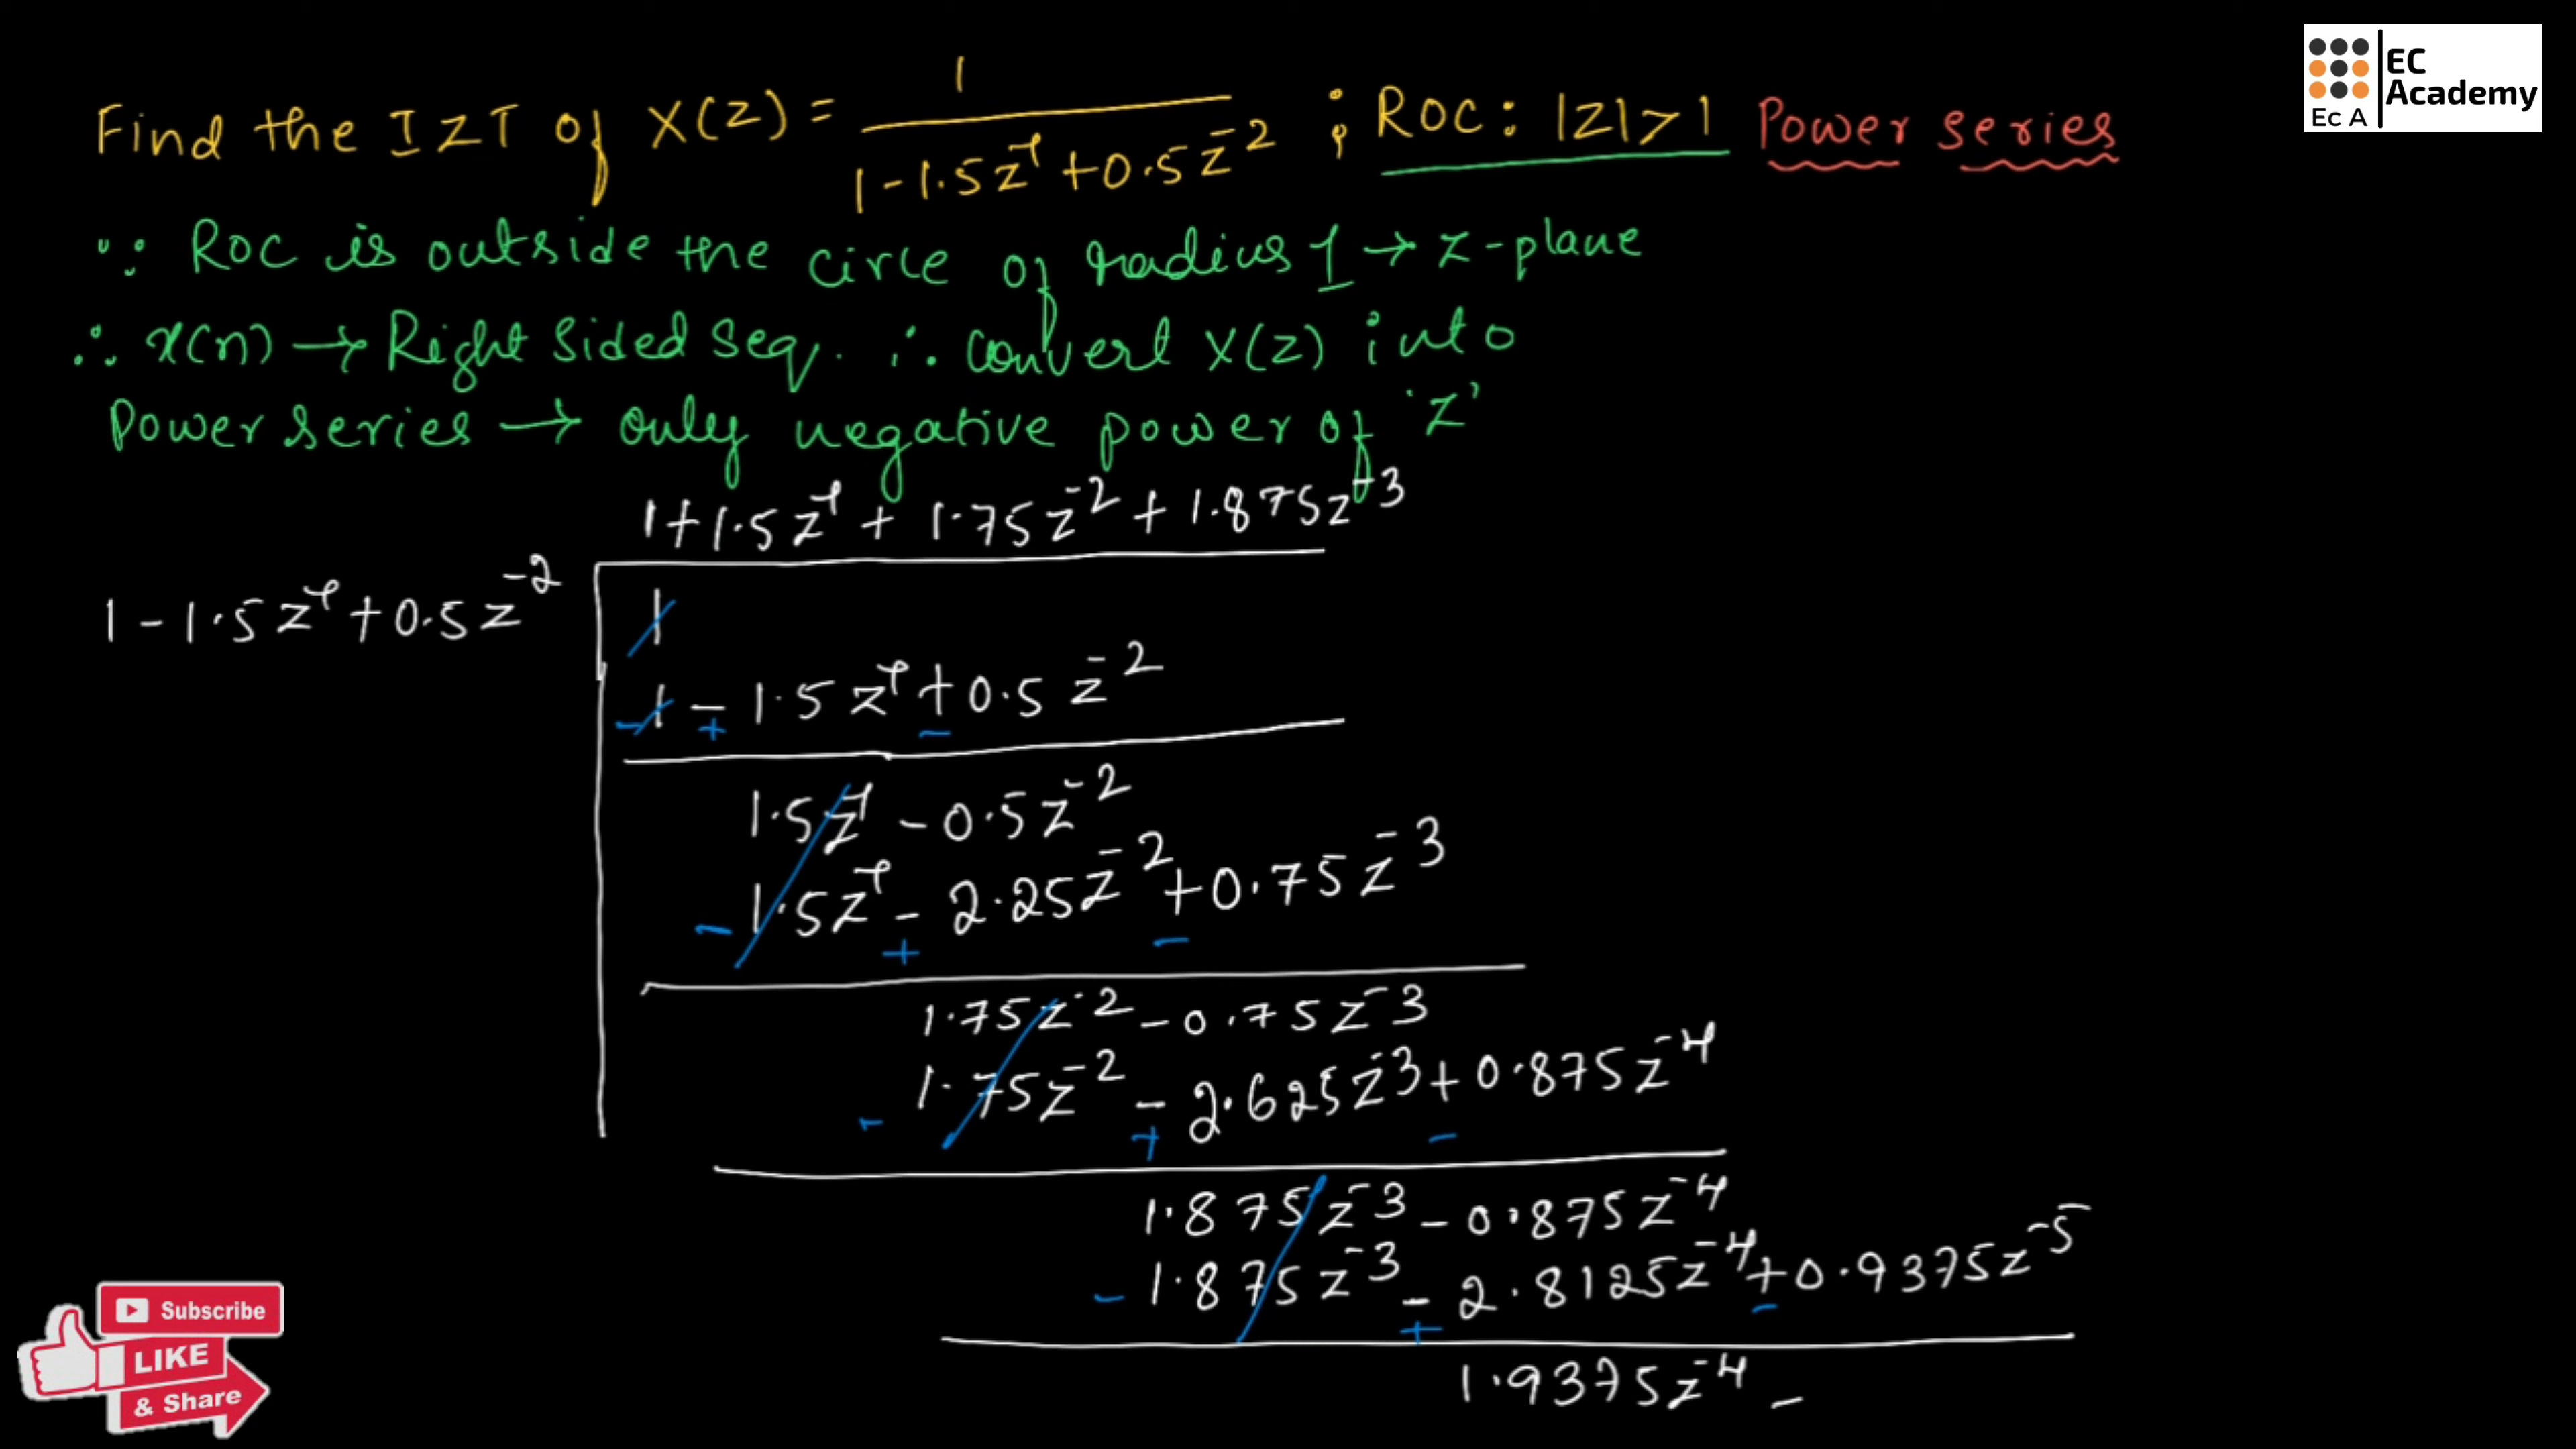 Find the IZT of X(z) = 1 / (1-1.5z⁻¹+0.5z⁻²) ; ROC: |z|>1 Power series
EC Academy
Ec A
∵ ROC is outside the cirle of radius 1 → z-plane
∴ x(n) → Right sided seq. ∴ convert X(z) into
Power series → only negative power of 'z'
1+1.5z⁻¹ + 1.75z⁻² + 1.875z⁻³
1-1.5z⁻¹+0.5z⁻²
1
1 - 1.5z⁻¹+0.5z⁻²
- + -
1.5z⁻¹ - 0.5z⁻²
1.5z⁻¹ - 2.25z⁻²+0.75z⁻³
- + -
1.75z⁻² - 0.75z⁻³
1.75z⁻² - 2.625z⁻³+0.875z⁻⁴
- + -
1.875z⁻³ - 0.875z⁻⁴
1.875z⁻³ - 2.8125z⁻⁴+0.9375z⁻⁵
- + -
1.9375z⁻⁴ -
Subscribe
LIKE
& Share